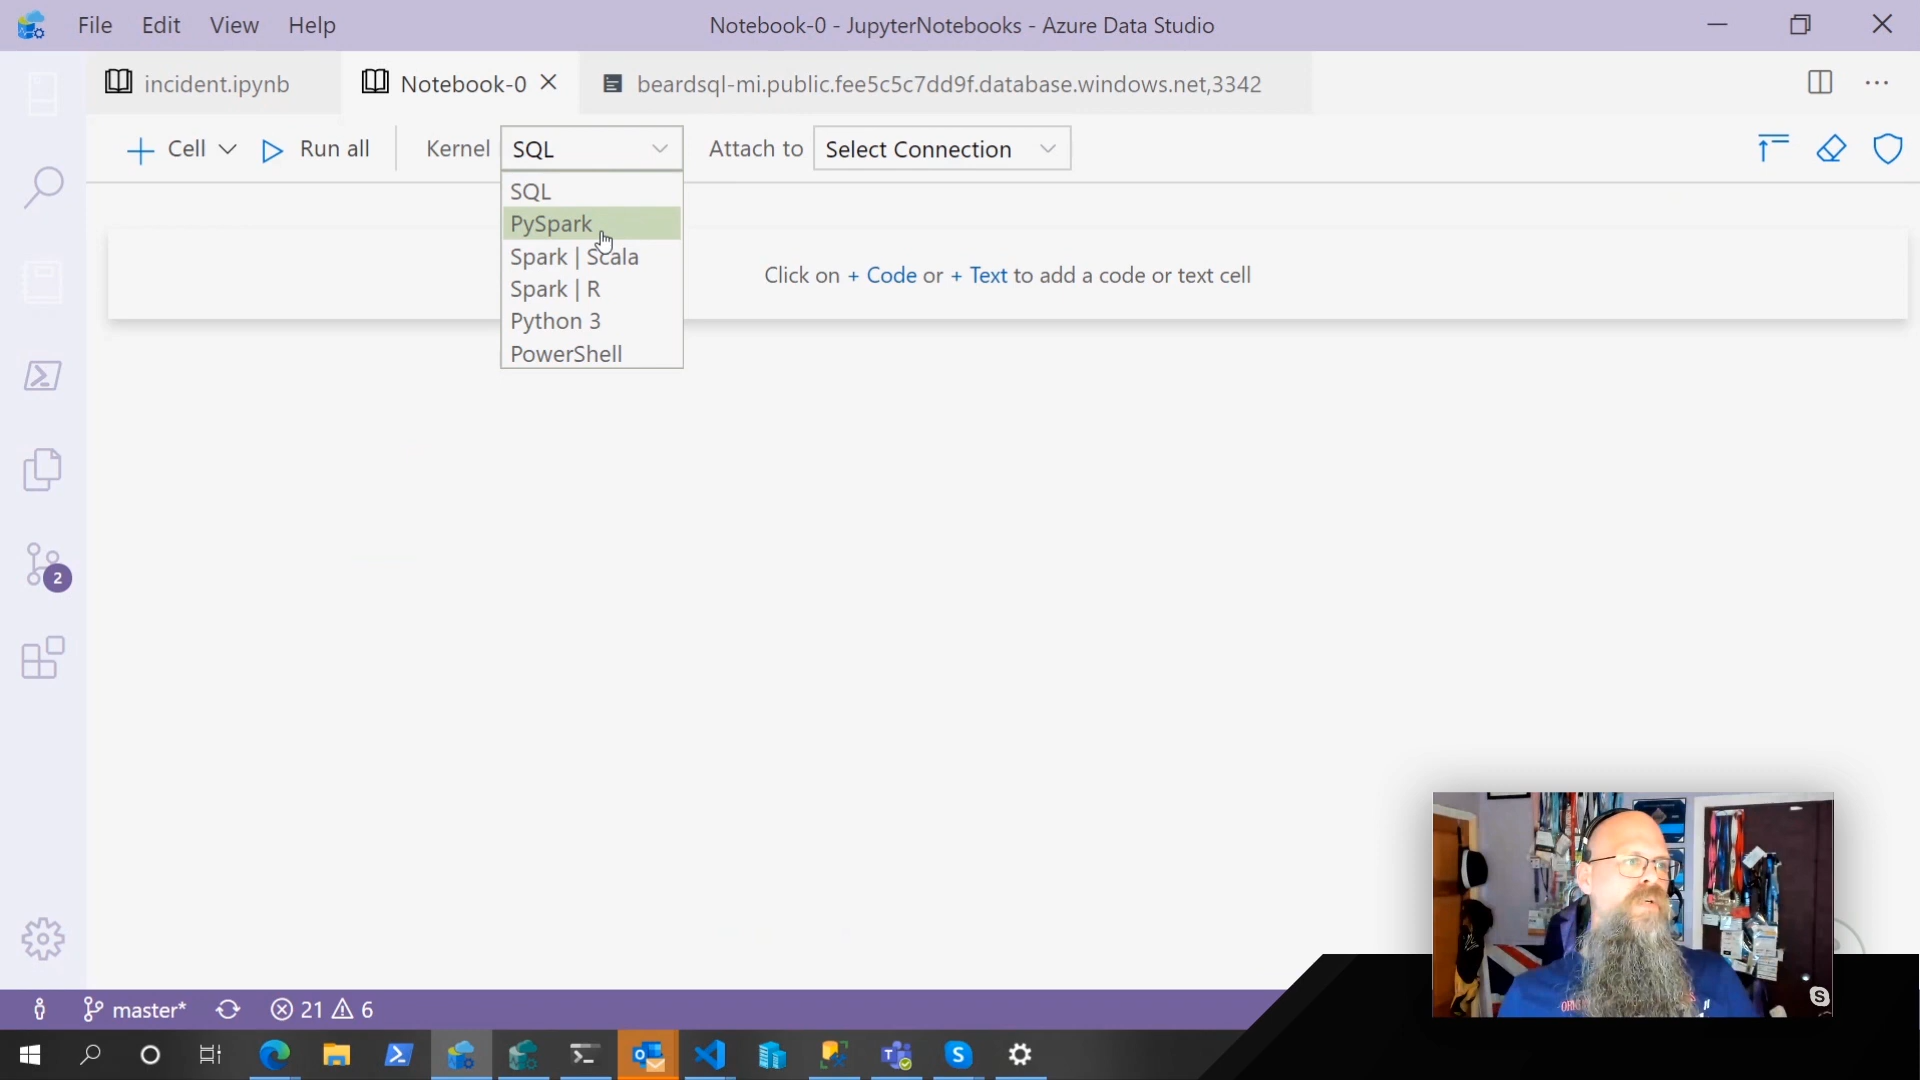 File Edit View Help
Notebook-0 - JupyterNotebooks - Azure Data Studio
incident.ipynb
Notebook-0
beardsql-mi.public.fee5c5c7dd9f.database.windows.net,3342
Cell
Run all
Kernel
SQL
Attach to
Select Connection
SQL
PySpark
Spark | Scala
Spark | R
Python 3
PowerShell
Click on + Code or + Text to add a code or text cell
2
master*
21
6